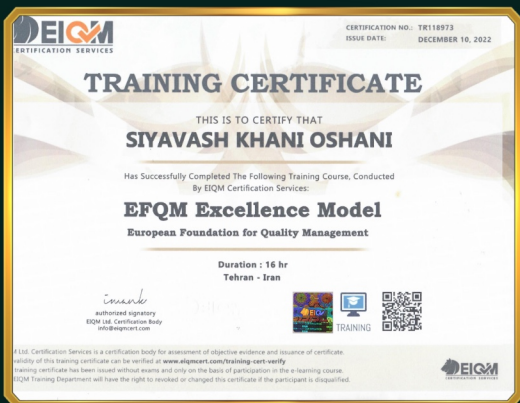 EIQM
CERTIFICATION SERVICES
CERTIFICATION NO.: TR118973
ISSUE DATE: DECEMBER 10, 2022
TRAINING CERTIFICATE
THIS IS TO CERTIFY THAT
SIYAVASH KHANI OSHANI
Has Successfully Completed The Following Training Course, Conducted
By EIQM Certification Services:
EFQM Excellence Model
European Foundation for Quality Management
Duration : 16 hr
Tehran - Iran
authorized signatory
EIQM Ltd. Certification Body
info@eiqmcert.com
EIQM
TRAINING
M Ltd. Certification Services is a certification body for assessment of objective evidence and issuance of certificate.
validity of this training certificate can be verified at www.eiqmcert.com/training-cert-verify
training certificate has been issued without exams and only on the basis of participation in the e-learning course.
EIQM Training Department will have the right to revoked or changed this certificate if the participant is disqualified.
EIQM
CERTIFICATION SERVICES